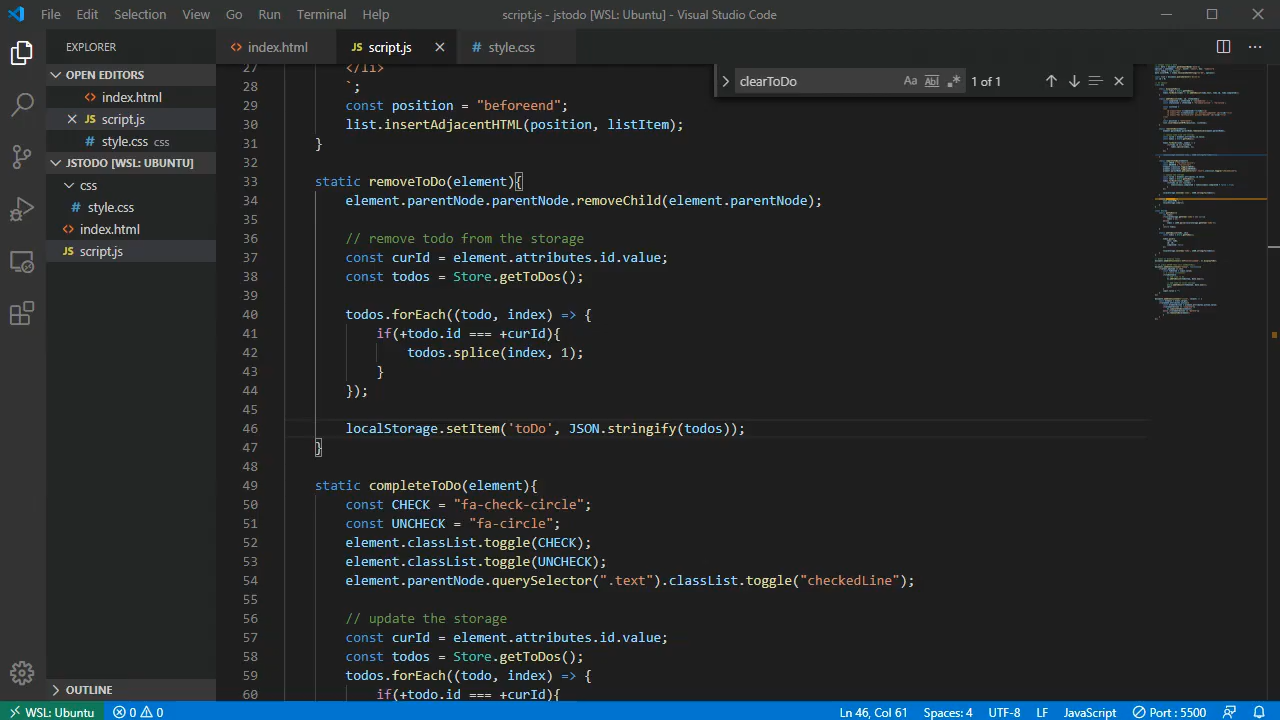 File Edit Selection View Go Run Terminal Help script.js - jstodo [WSL: Ubuntu] - Visual Studio Code
EXPLORER
OPEN EDITORS
index.html
script.js
style.css css
JSTODO [WSL: UBUNTU]
css
style.css
index.html
script.js
OUTLINE
index.html JS script.js style.css
clearToDo Aa Abl 1 of 1
27 </li>
28 `;
29 const position = "beforeend";
30 list.insertAdjacentHTML(position, listItem);
31 }
32
33 static removeToDo(element){
34 element.parentNode.parentNode.removeChild(element.parentNode);
35
36 // remove todo from the storage
37 const curId = element.attributes.id.value;
38 const todos = Store.getToDos();
39
40 todos.forEach((todo, index) => {
41 if(+todo.id === +curId){
42 todos.splice(index, 1);
43 }
44 });
45
46 localStorage.setItem('toDo', JSON.stringify(todos));
47 }
48
49 static completeToDo(element){
50 const CHECK = "fa-check-circle";
51 const UNCHECK = "fa-circle";
52 element.classList.toggle(CHECK);
53 element.classList.toggle(UNCHECK);
54 element.parentNode.querySelector(".text").classList.toggle("checkedLine");
55
56 // update the storage
57 const curId = element.attributes.id.value;
58 const todos = Store.getToDos();
59 todos.forEach((todo, index) => {
60 if(+todo.id === +curId){
WSL: Ubuntu 0 0 Ln 46, Col 61 Spaces: 4 UTF-8 LF JavaScript Port : 5500